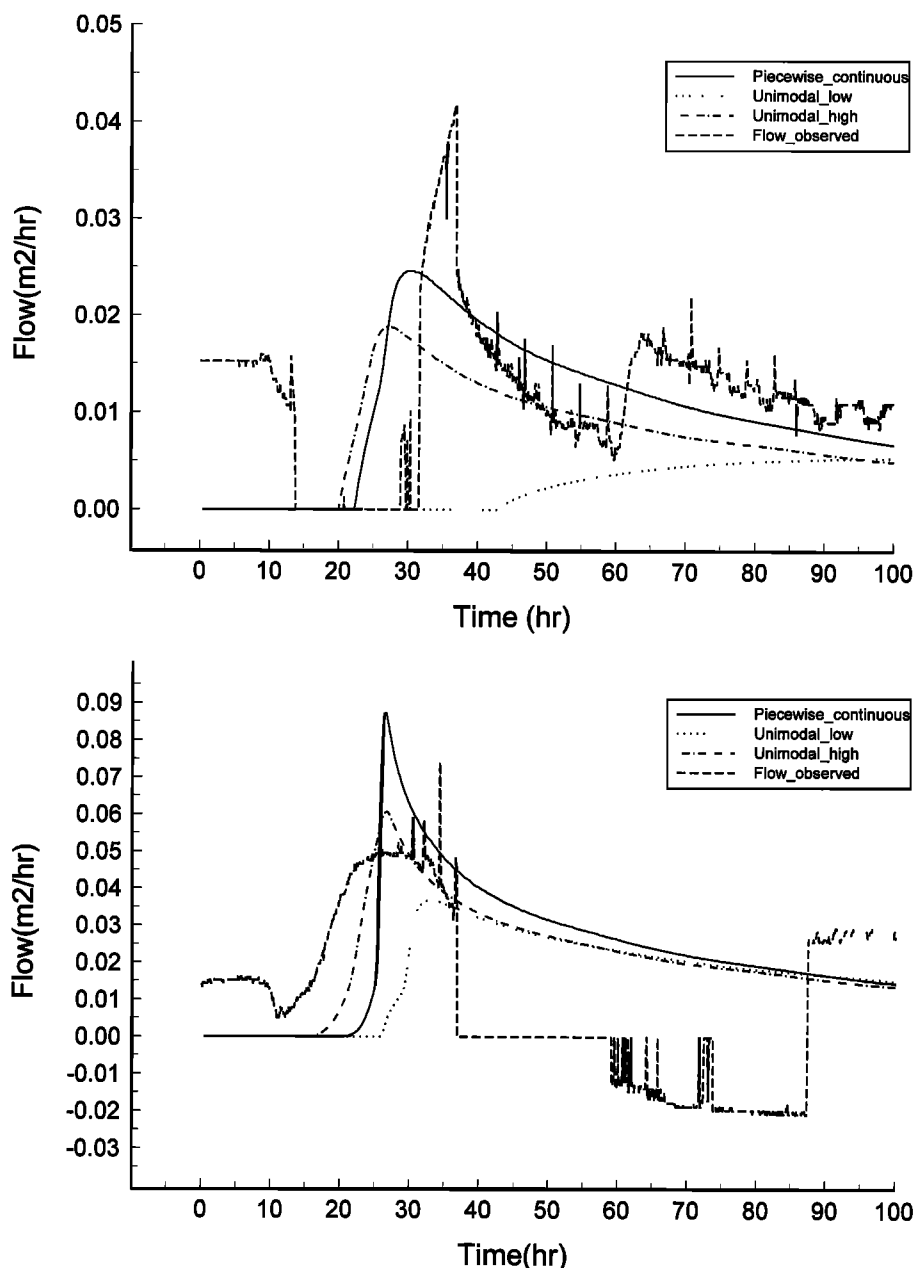 0.05
0.04
0.03
0.02
0.01
0.00
Flow(m2/hr)
Piecewise_continuous
Unimodal_low
Unimodal_high
Flow_observed
0 10 20 30 40 50 60 70 80 90 100
Time (hr)
0.09
0.08
0.07
0.06
0.05
0.04
0.03
0.02
0.01
0.00
-0.01
-0.02
-0.03
Flow(m2/hr)
Piecewise_continuous
Unimodal_low
Unimodal_high
Flow_observed
0 10 20 30 40 50 60 70 80 90 100
Time(hr)